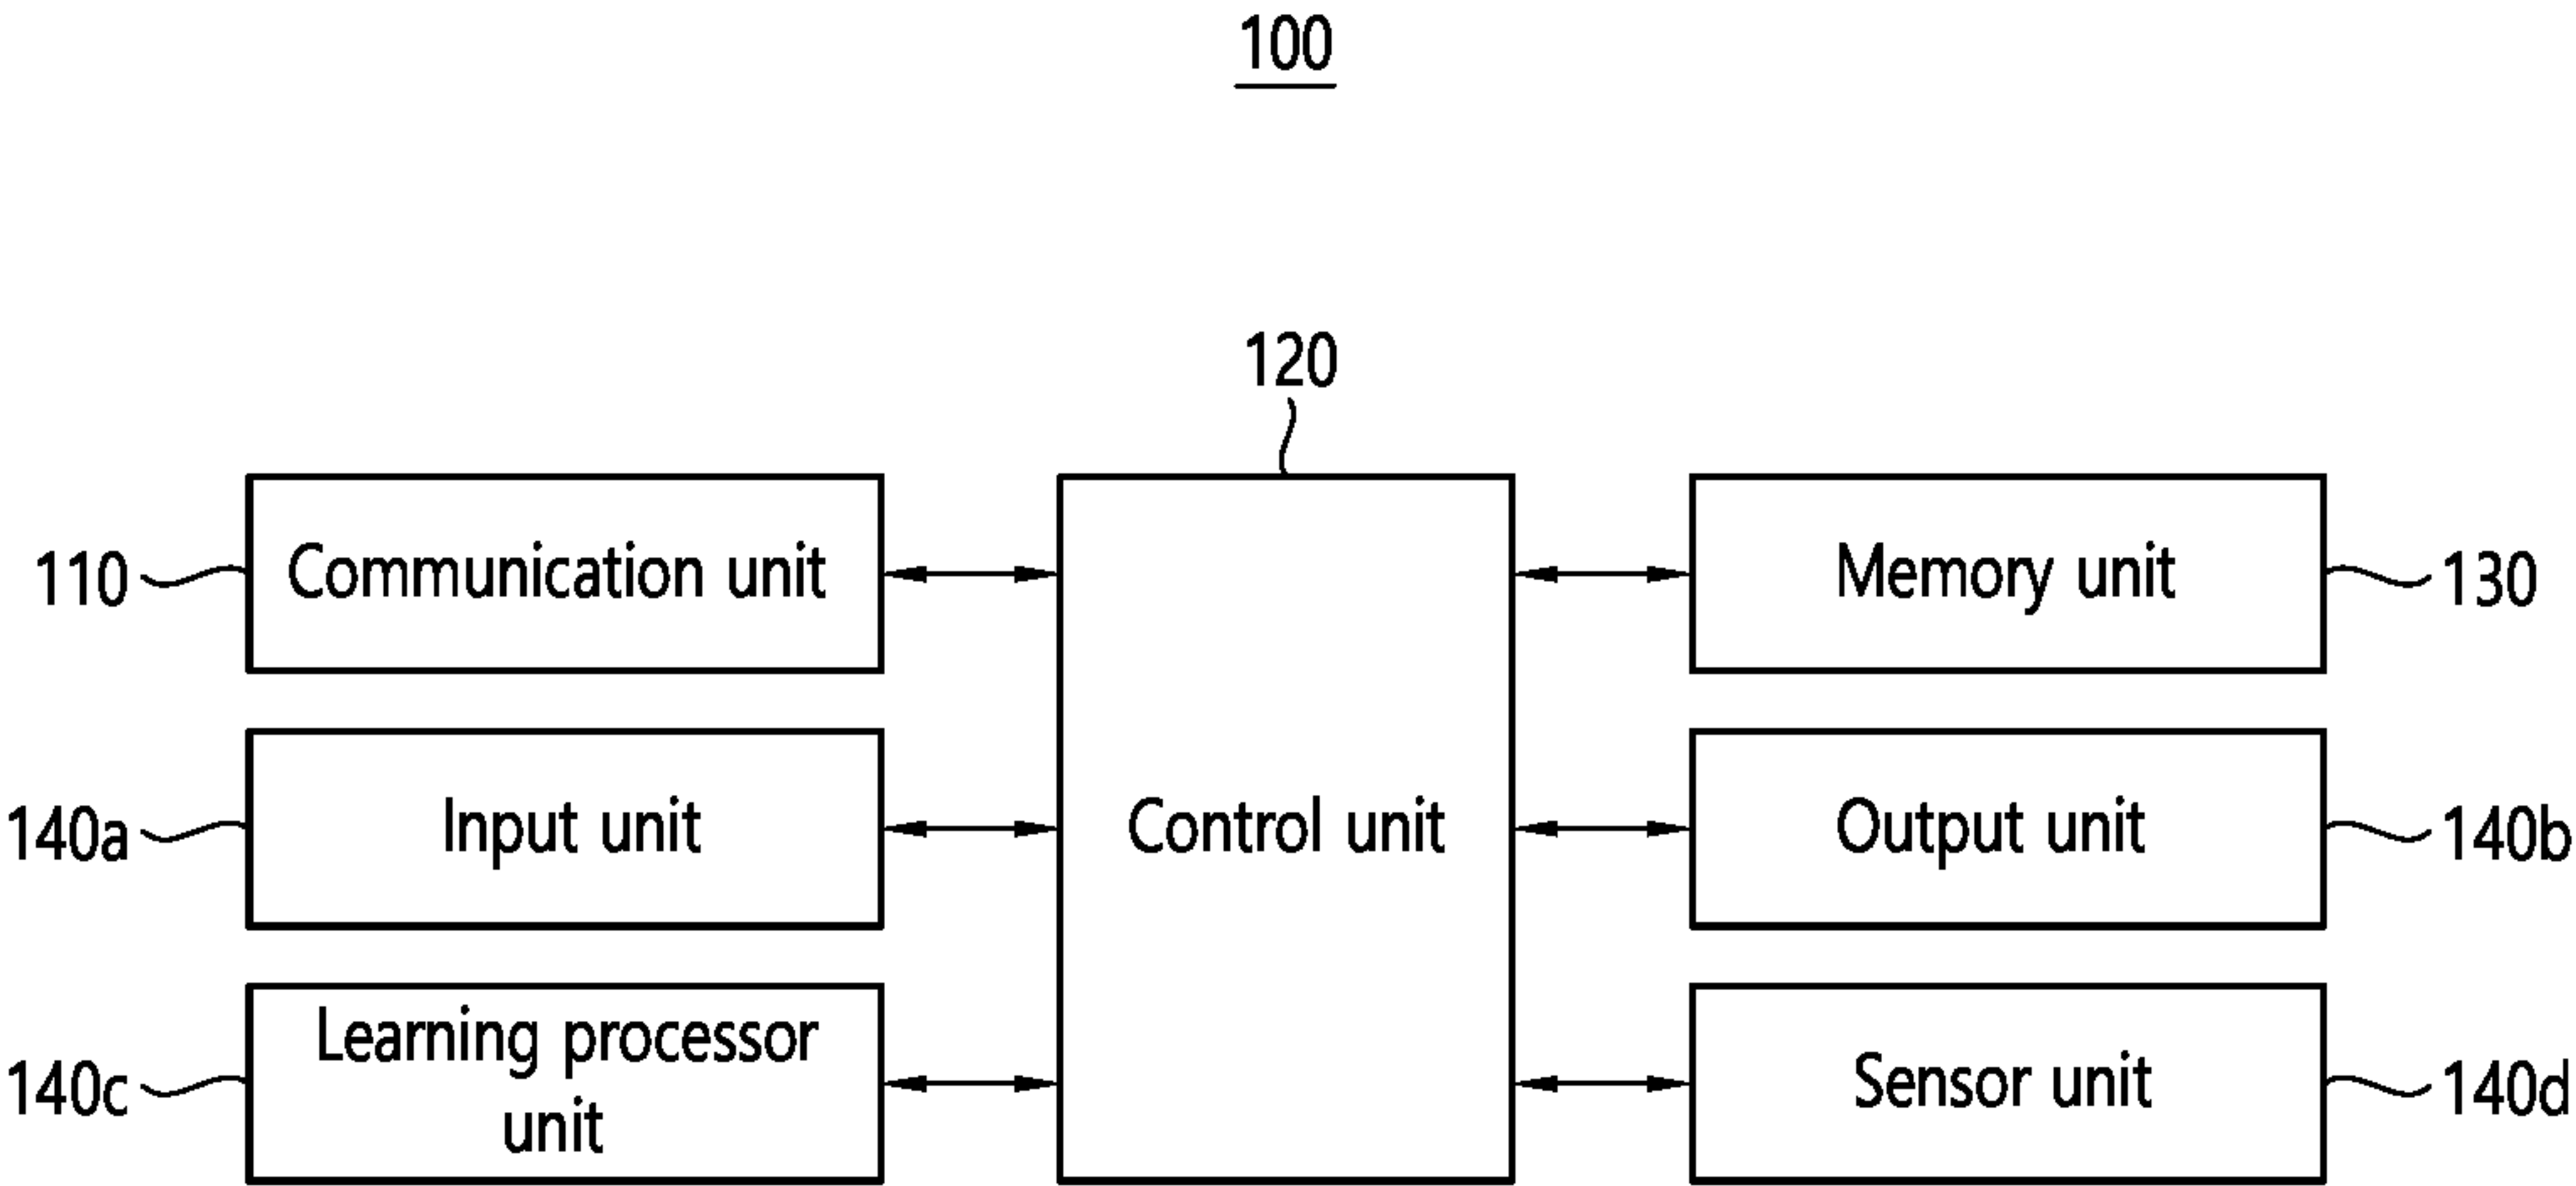 100
120
110
Communication unit
Memory unit
130
140a
Input unit
Control unit
Output unit
140b
140c
Learning processor
unit
Sensor unit
140d